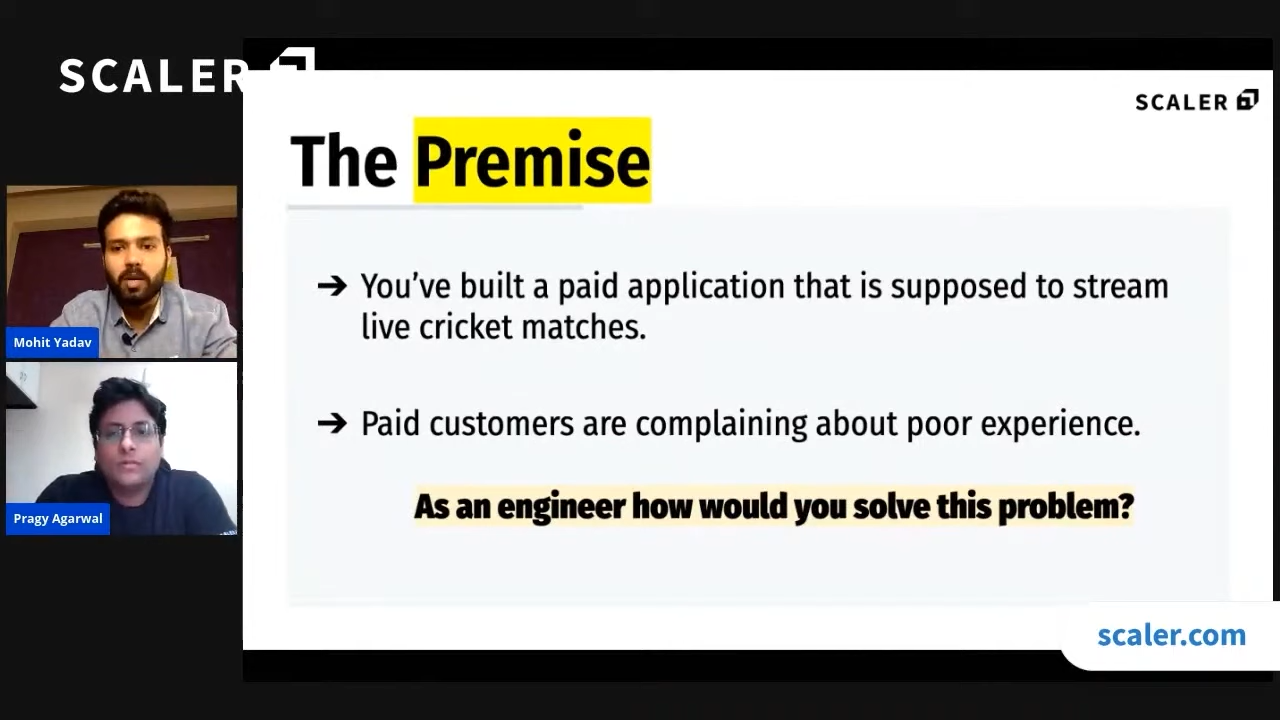 SCALER
SCALER
The Premise
➔ You've built a paid application that is supposed to stream
live cricket matches.
➔ Paid customers are complaining about poor experience.
As an engineer how would you solve this problem?
Mohit Yadav
Pragy Agarwal
scaler.com